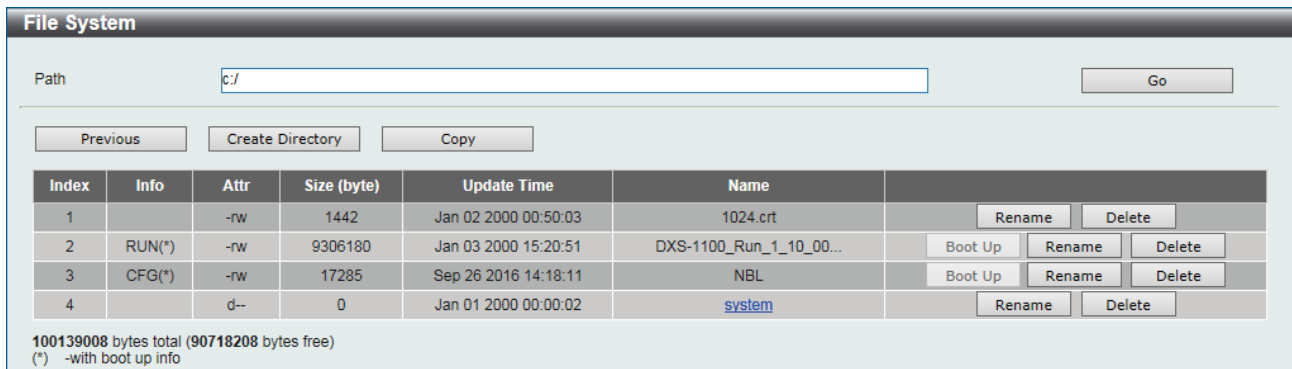 File System
Path c:/ Go
Previous Create Directory Copy
Index Info Attr Size (byte) Update Time Name
1 -rw 1442 Jan 02 2000 00:50:03 1024.crt Rename Delete
2 RUN(*) -rw 9306180 Jan 03 2000 15:20:51 DXS-1100_Run_1_10_00... Boot Up Rename Delete
3 CFG(*) -rw 17285 Sep 26 2016 14:18:11 NBL Boot Up Rename Delete
4 d-- 0 Jan 01 2000 00:00:02 system Rename Delete
100139008 bytes total (90718208 bytes free)
(*) -with boot up info